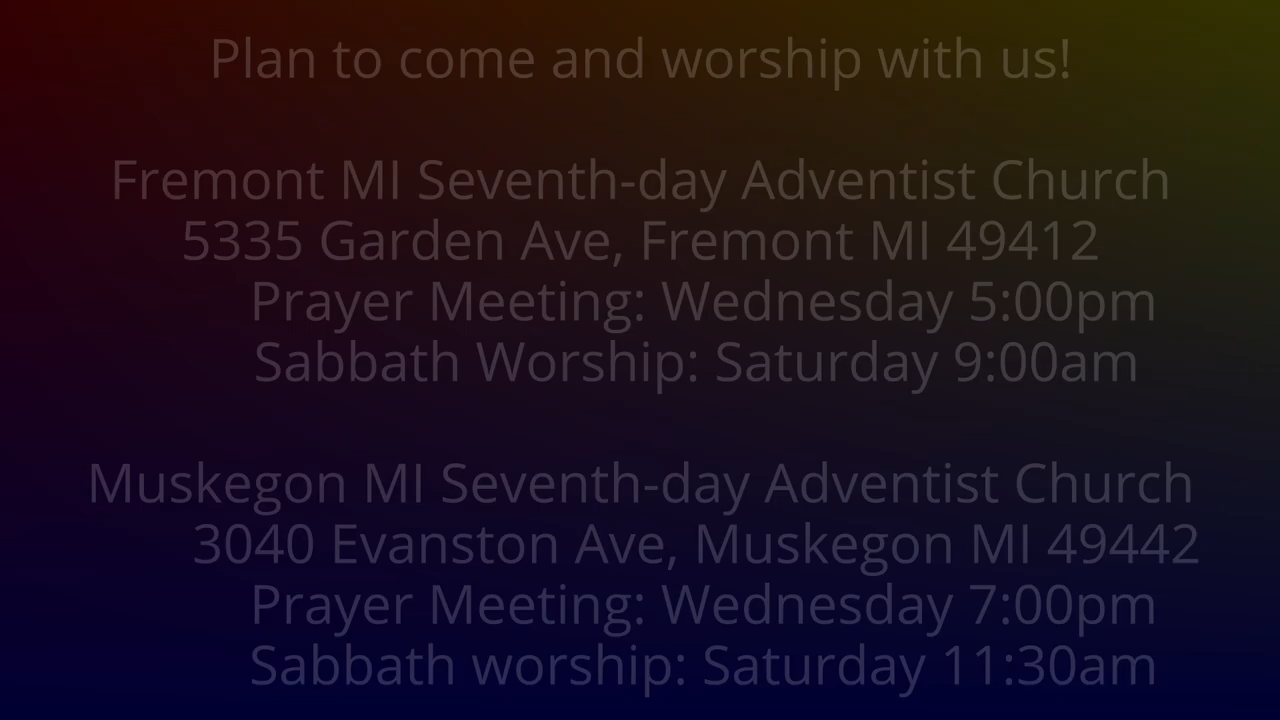 Plan to come and worship with us!
Fremont MI Seventh-day Adventist Church
5335 Garden Ave, Fremont MI 49412
Prayer Meeting: Wednesday 5:00pm
Sabbath Worship: Saturday 9:00am
Muskegon MI Seventh-day Adventist Church
3040 Evanston Ave, Muskegon MI 49442
Prayer Meeting: Wednesday 7:00pm
Sabbath worship: Saturday 11:30am